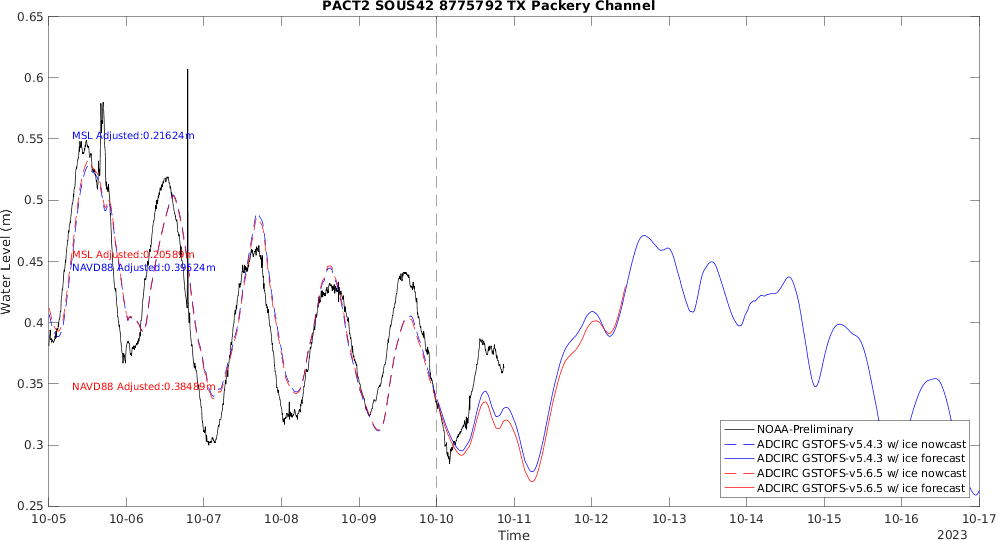 PACT2 SOUS42 8775792 TX Packery Channel
0.65
0.6
0.55
0.5
0.45
0.4
0.35
0.3
0.25
Water Level (m)
MSL Adjusted:0.21624m
MSL Adjusted:0.20589m
NAVD88 Adjusted:0.39524m
NAVD88 Adjusted:0.38489m
NOAA-Preliminary
ADCIRC GSTOFS-v5.4.3 w/ ice nowcast
ADCIRC GSTOFS-v5.4.3 w/ ice forecast
ADCIRC GSTOFS-v5.6.5 w/ ice nowcast
ADCIRC GSTOFS-v5.6.5 w/ ice forecast
10-05 10-06 10-07 10-08 10-09 10-10 10-11 10-12 10-13 10-14 10-15 10-16 10-17
Time
2023